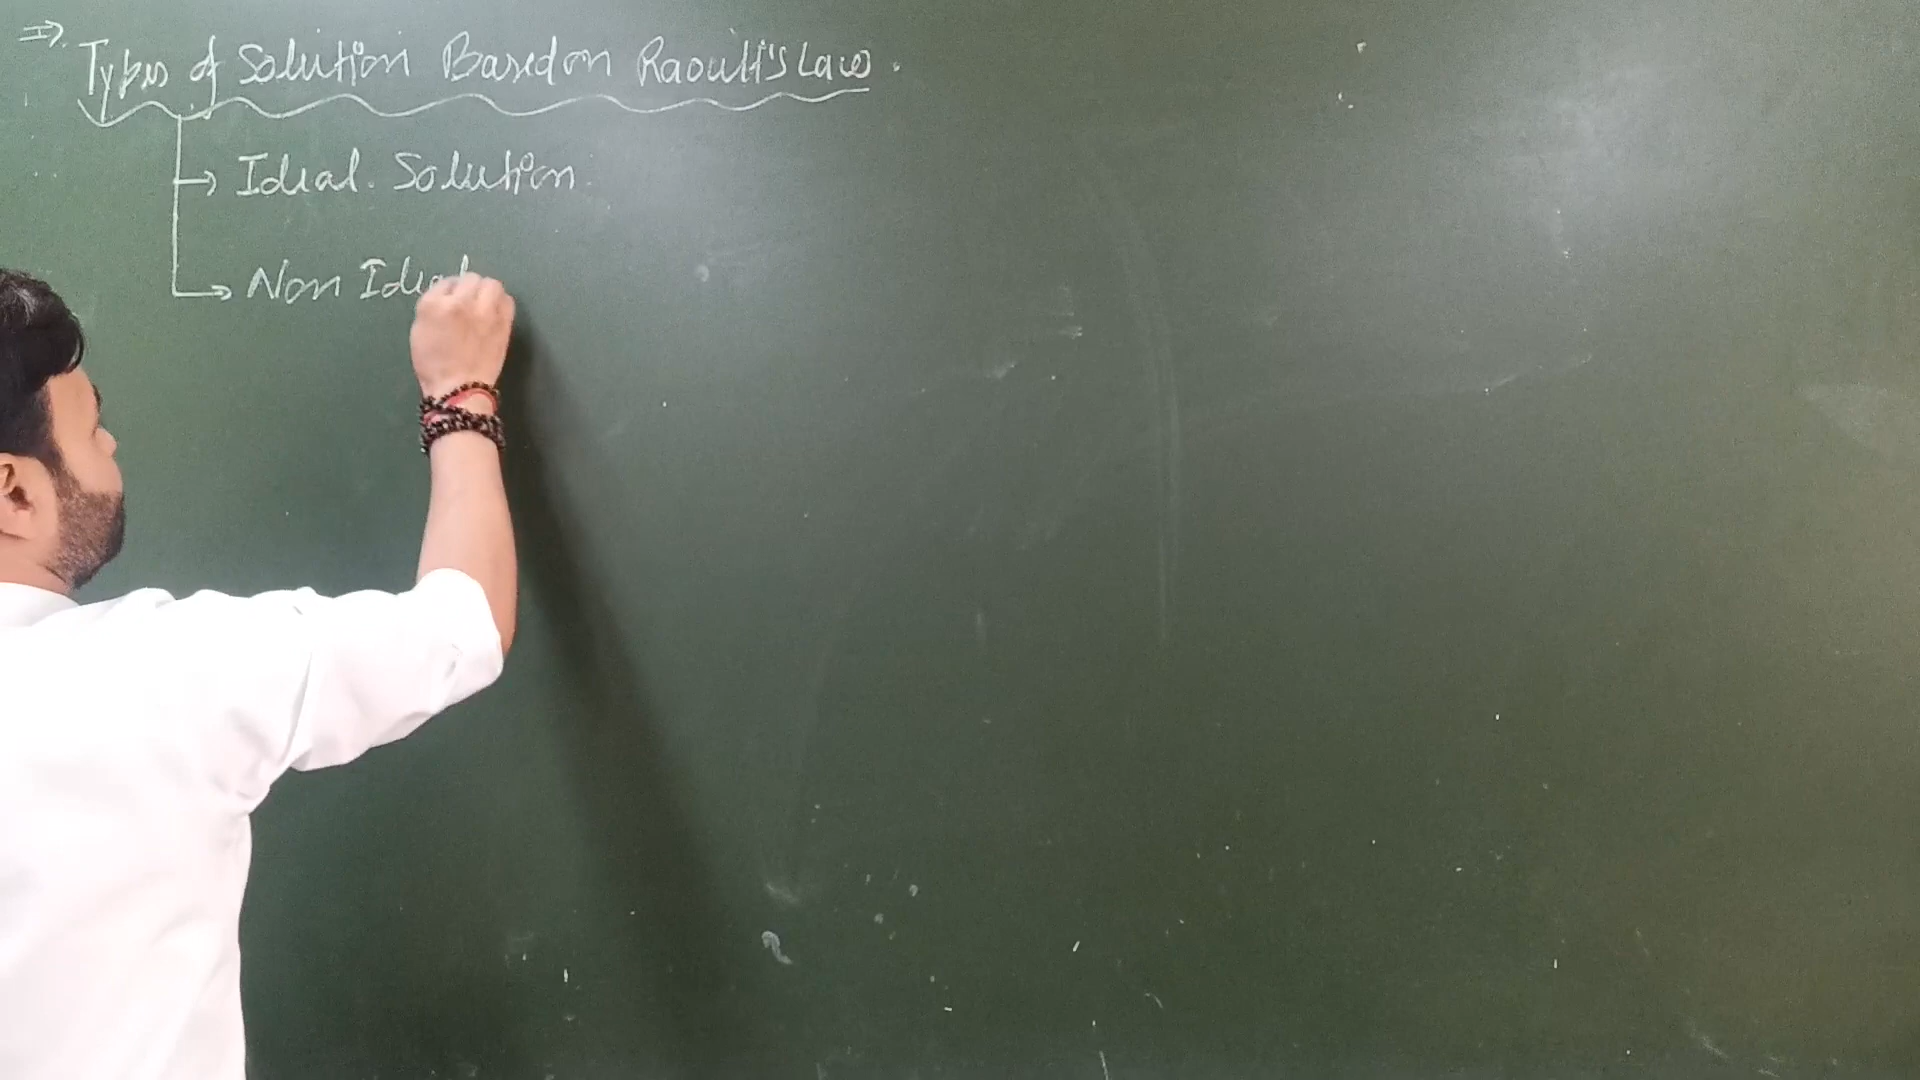 ⇒ Types of Solution Based on Raoult's Law.
→ Ideal. Solution.
→ Non Ideal